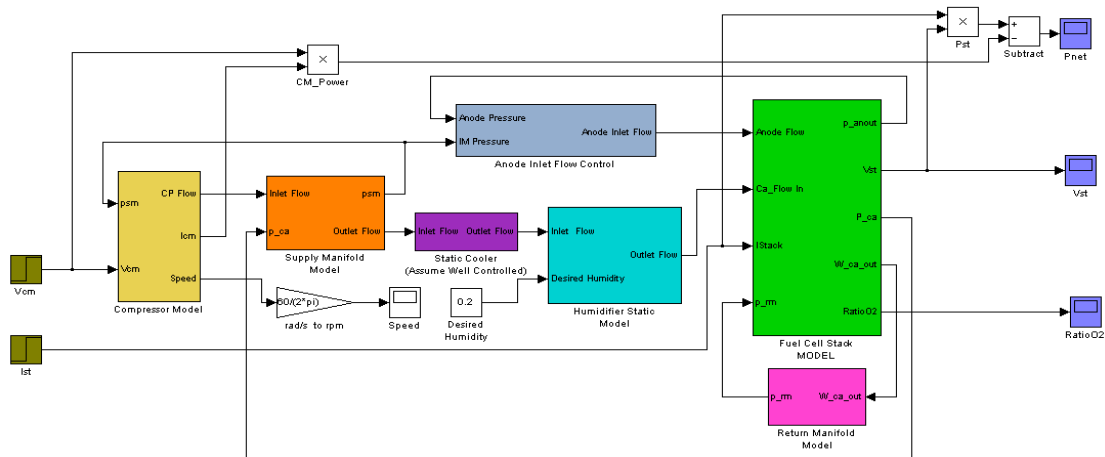 ×
Pst
+
−
Subtract
Pnet
×
CM_Power
Anode Pressure
IM Pressure
Anode Inlet Flow
Anode Inlet Flow Control
psm
CP Flow
Icm
Vcm
Speed
Compressor Model
Inlet Flow
psm
p_ca
Outlet Flow
Supply Manifold
Model
Inlet Flow
Outlet Flow
Static Cooler
(Assume Well Controlled)
Inlet Flow
Outlet Flow
Desired Humidity
Humidifier Static
Model
0.2
Desired
Humidity
60/(2*pi)
rad/s to rpm
Speed
Anode Flow
p_anout
Vst
Ca_Flow In
P_ca
IStack
W_ca_out
p_rm
RatioO2
Fuel Cell Stack
MODEL
p_rm
W_ca_out
Return Manifold
Model
Vst
RatioO2
Vcm
Ist